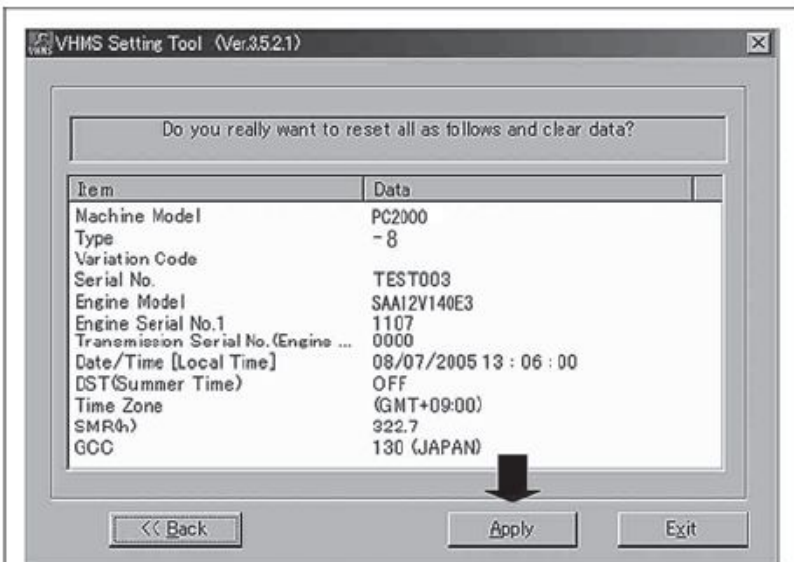 VHMS
VHMS Setting Tool (Ver.3.5.2.1)
Do you really want to reset all as follows and clear data?
Item Data
Machine Model PC2000
Type -8
Variation Code
Serial No. TEST003
Engine Model SAA12V140E3
Engine Serial No.1 1107
Transmission Serial No.(Engine ... 0000
Date/Time [Local Time] 08/07/2005 13 : 06 : 00
DST(Summer Time) OFF
Time Zone (GMT+09:00)
SMR(h) 322.7
GCC 130 (JAPAN)
<< Back Apply Exit